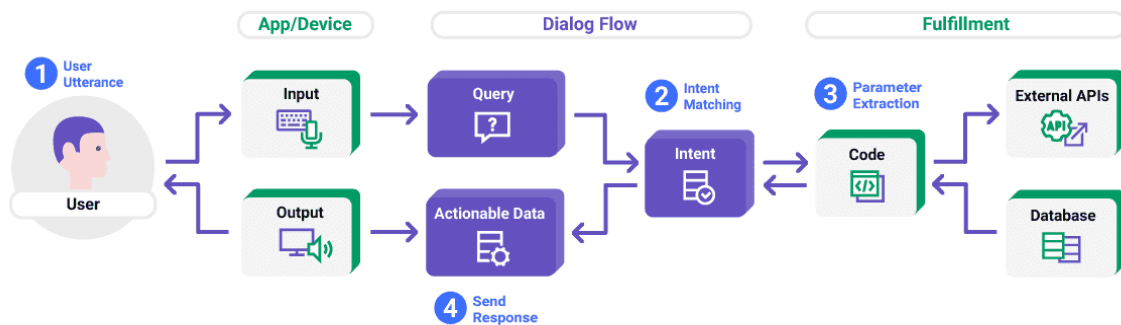 App/Device
Dialog Flow
Fulfillment
1
User
Utterance
Input
Query
?
2
Intent
Matching
3
Parameter
Extraction
External APIs
API
Intent
Code
</>
User
Output
Actionable Data
Database
4
Send
Response